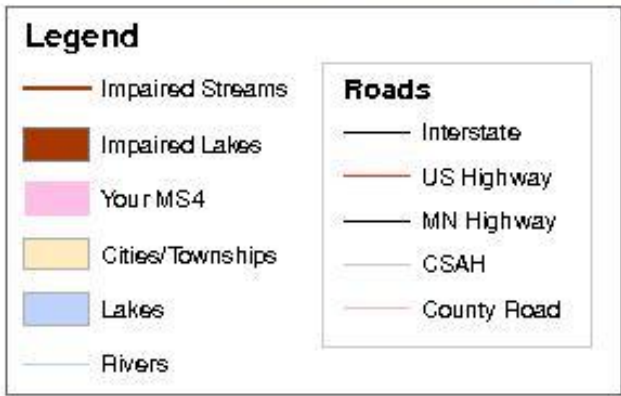 Legend
Impaired Streams
Impaired Lakes
Your MS4
Cities/Townships
Lakes
Rivers
Roads
Interstate
US Highway
MN Highway
CSAH
County Road